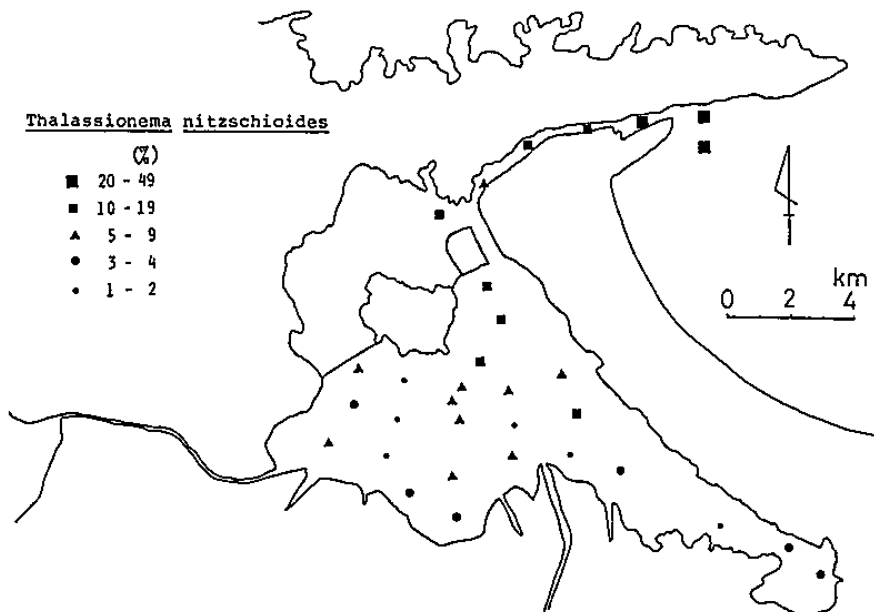 Thalassionema nitzschioides
(%)
20 - 49
10 - 19
5 - 9
3 - 4
1 - 2
km
0 2 4